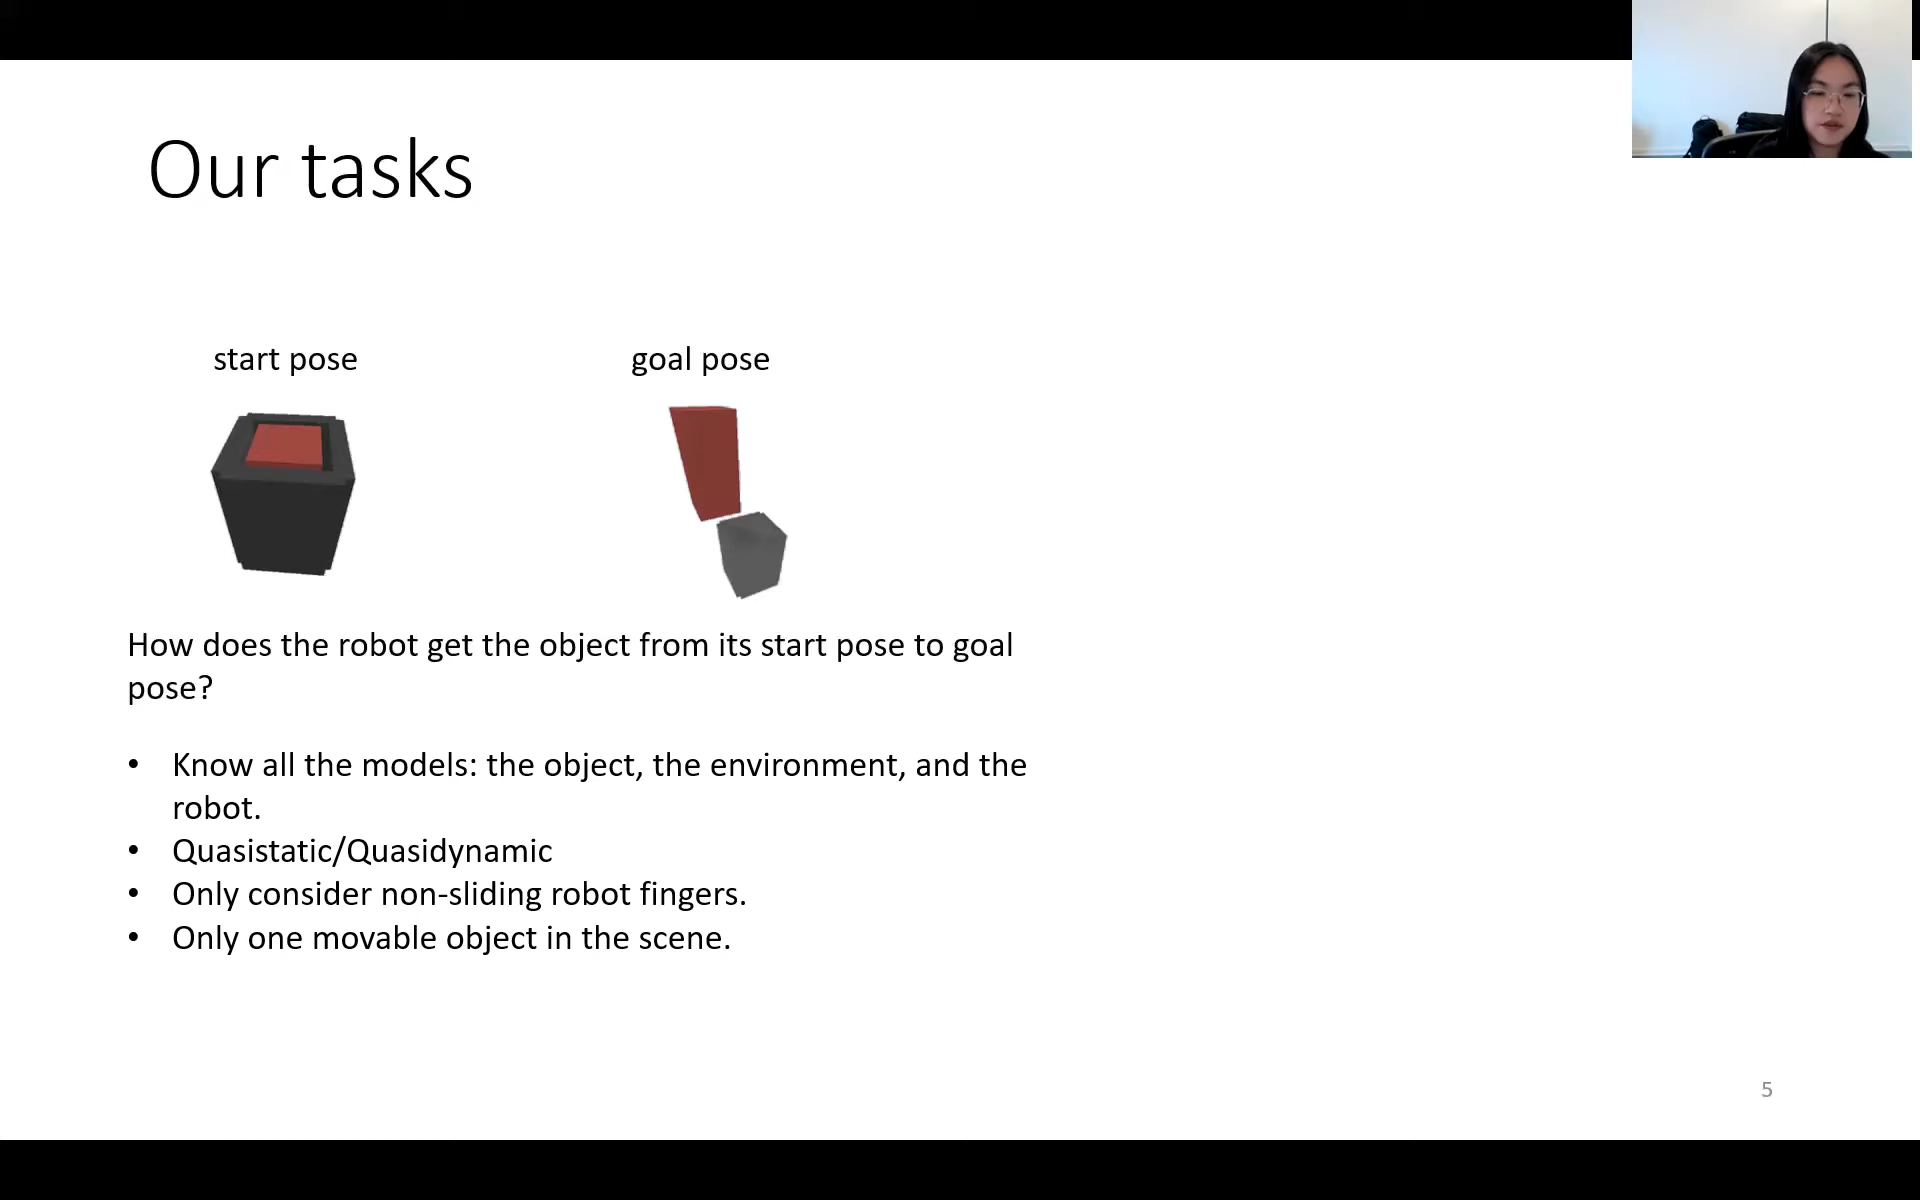 Our tasks
start pose
goal pose
How does the robot get the object from its start pose to goal
pose?
• Know all the models: the object, the environment, and the
robot.
• Quasistatic/Quasidynamic
• Only consider non-sliding robot fingers.
• Only one movable object in the scene.
5